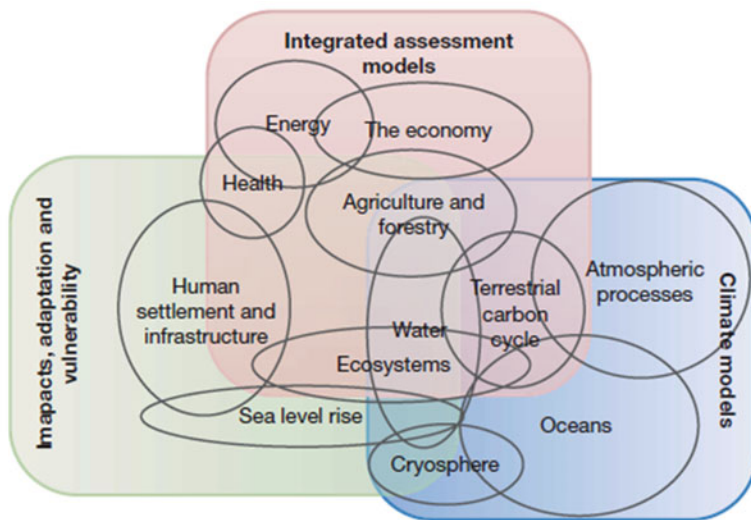 Integrated assessment
models
Energy
The economy
Health
Agriculture and
forestry
Imapacts, adaptation and
vulnerability
Human
settlement and
infrastructure
Water
Terrestrial
carbon
cycle
Atmospheric
processes
Climate models
Ecosystems
Sea level rise
Oceans
Cryosphere